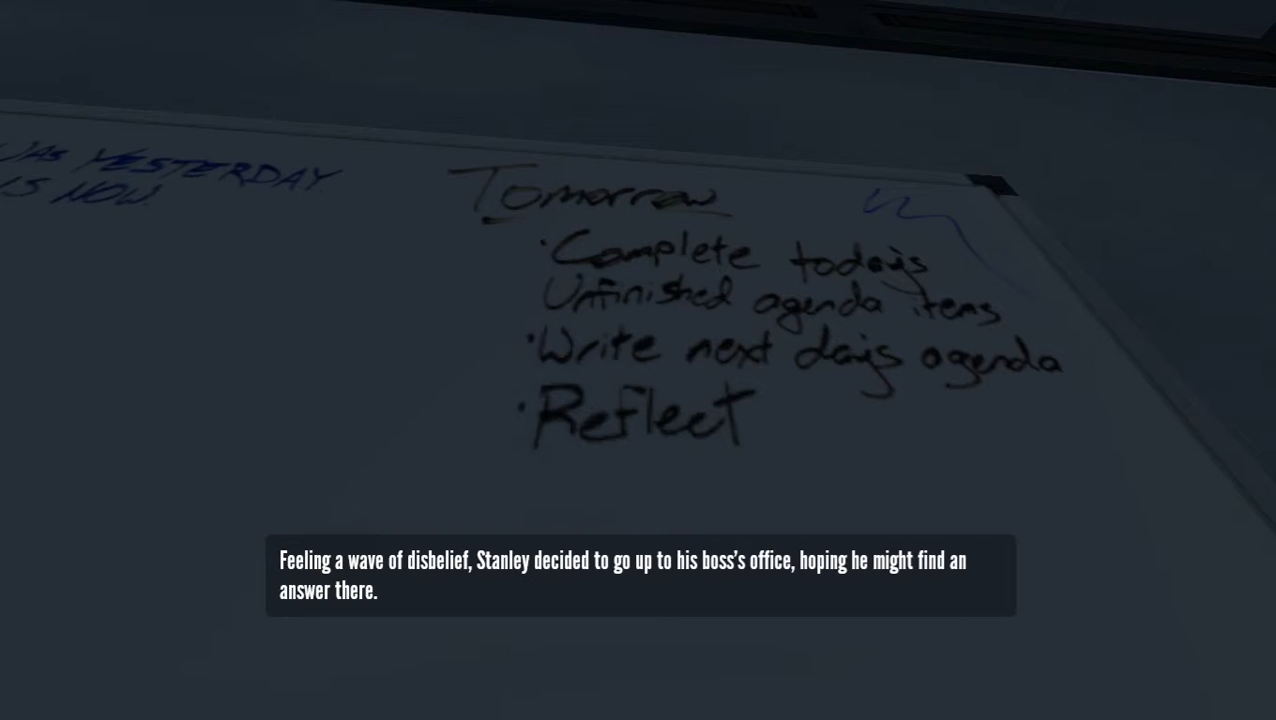 WAS YESTERDAY
IS NOW.
Tomorrow
· Complete todays
Unfinished agenda items
· Write next days agenda
· Reflect
Feeling a wave of disbelief, Stanley decided to go up to his boss's office, hoping he might find an
answer there.